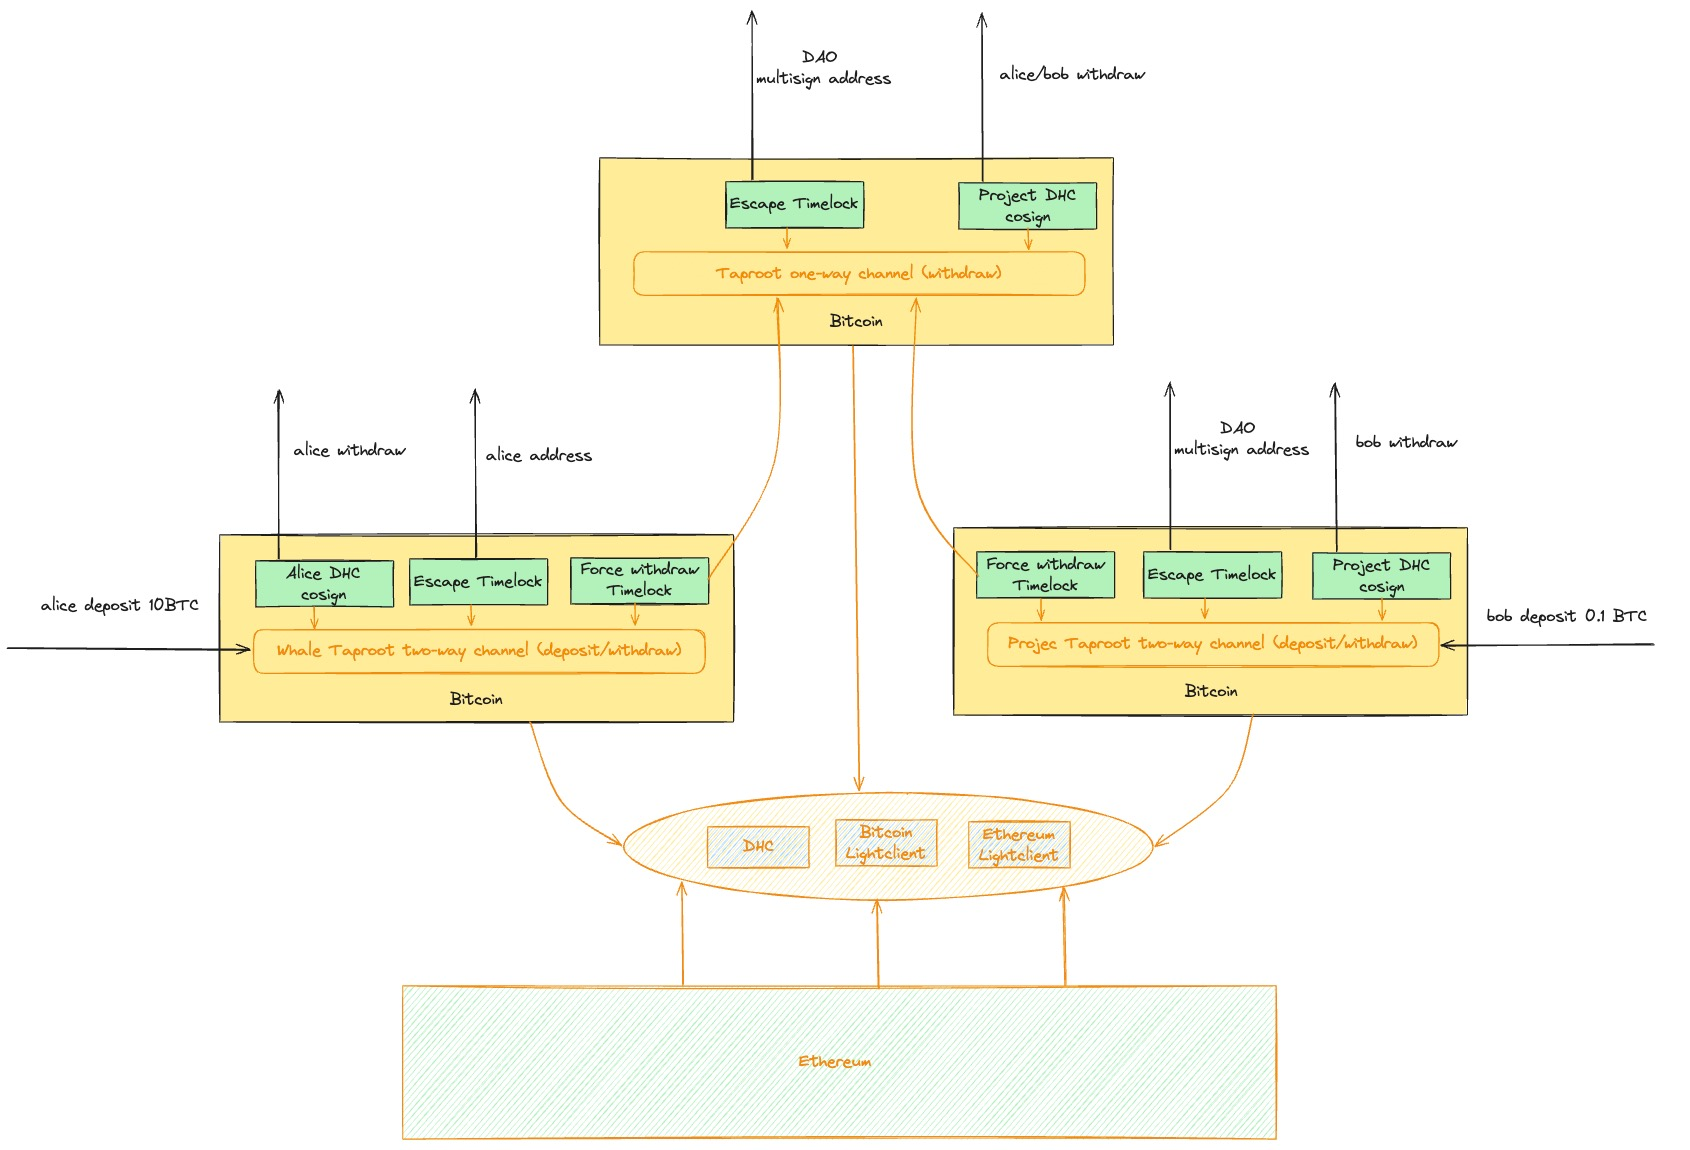 DAO
multisign address
alice/bob withdraw
Escape Timelock
Project DHC
cosign
Taproot one-way channel (withdraw)
Bitcoin
alice withdraw
alice address
DAO
multisign address
bob withdraw
alice deposit 10BTC
Alice DHC
cosign
Escape Timelock
Force withdraw
Timelock
Whale Taproot two-way channel (deposit/withdraw)
Bitcoin
Force withdraw
Timelock
Escape Timelock
Project DHC
cosign
bob deposit 0.1 BTC
Projec Taproot two-way channel (deposit/withdraw)
Bitcoin
DHC
Bitcoin
Lightclient
Ethereum
Lightclient
Ethereum